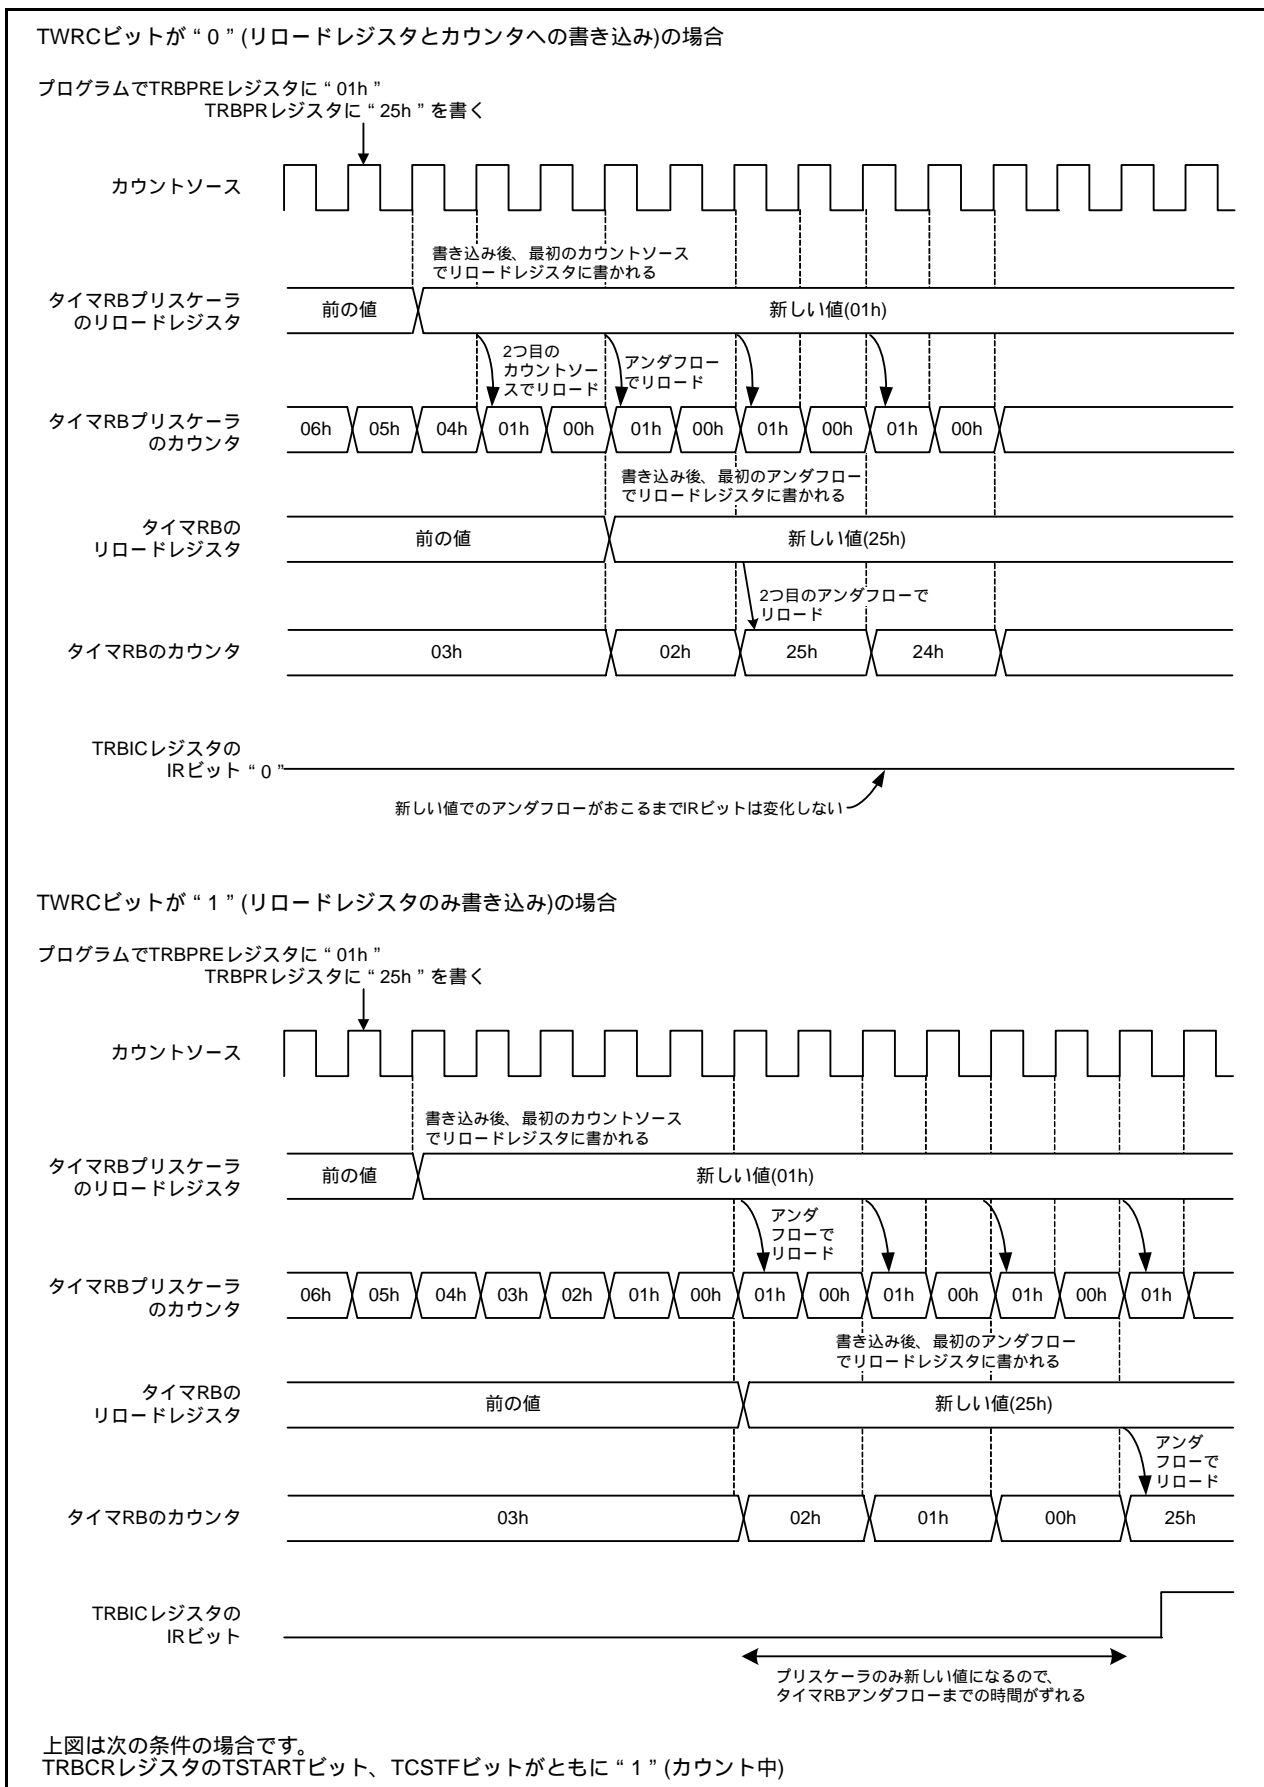 TWRCビットが“0”(リロードレジスタとカウンタへの書き込み)の場合
プログラムでTRBPREレジスタに“01h”
TRBPRレジスタに“25h”を書く
カウントソース
書き込み後、最初のカウントソース
でリロードレジスタに書かれる
タイマRBプリスケーラ
のリロードレジスタ
前の値
新しい値(01h)
2つ目の
カウントソー
スでリロード
アンダフロー
でリロード
タイマRBプリスケーラ
のカウンタ
06h 05h 04h 01h 00h 01h 00h 01h 00h 01h 00h
書き込み後、最初のアンダフロー
でリロードレジスタに書かれる
タイマRBの
リロードレジスタ
前の値
新しい値(25h)
2つ目のアンダフローで
リロード
タイマRBのカウンタ
03h 02h 25h 24h
TRBICレジスタの
IRビット“0”
新しい値でのアンダフローがおこるまでIRビットは変化しない
TWRCビットが“1”(リロードレジスタのみ書き込み)の場合
プログラムでTRBPREレジスタに“01h”
TRBPRレジスタに“25h”を書く
カウントソース
書き込み後、最初のカウントソース
でリロードレジスタに書かれる
タイマRBプリスケーラ
のリロードレジスタ
前の値
新しい値(01h)
アンダ
フローで
リロード
タイマRBプリスケーラ
のカウンタ
06h 05h 04h 03h 02h 01h 00h 01h 00h 01h 00h 01h 00h 01h
書き込み後、最初のアンダフロー
でリロードレジスタに書かれる
タイマRBの
リロードレジスタ
前の値
新しい値(25h)
アンダ
フローで
リロード
タイマRBのカウンタ
03h 02h 01h 00h 25h
TRBICレジスタの
IRビット
プリスケーラのみ新しい値になるので、
タイマRBアンダフローまでの時間がずれる
上図は次の条件の場合です。
TRBCRレジスタのTSTARTビット、TCSTFビットがともに“1”(カウント中)